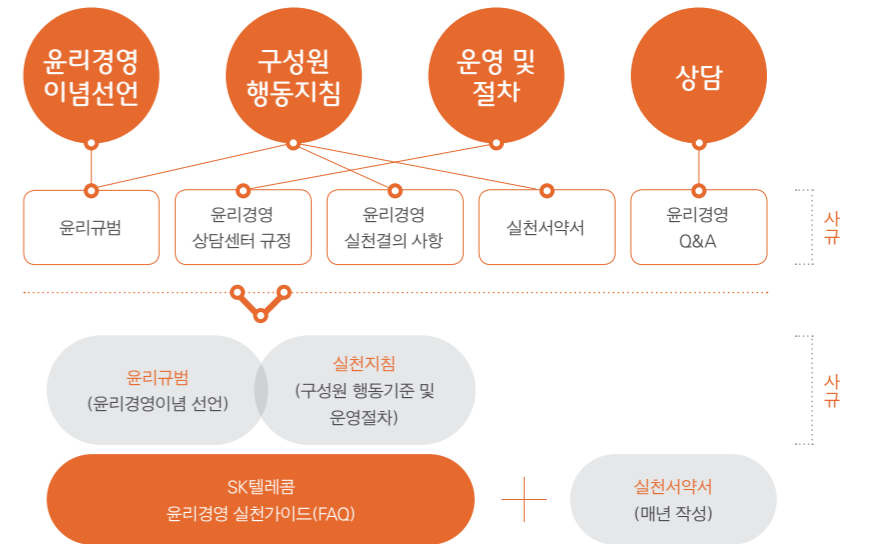 윤리경영
이념선언
구성원
행동지침
운영 및
절차
상담
윤리규범
윤리경영
상담센터 규정
윤리경영
실천결의 사항
실천서약서
윤리경영
Q&A
사
규
윤리규범
(윤리경영이념 선언)
실천지침
(구성원 행동기준 및
운영절차)
사
규
SK텔레콤
윤리경영 실천가이드(FAQ)
실천서약서
(매년 작성)